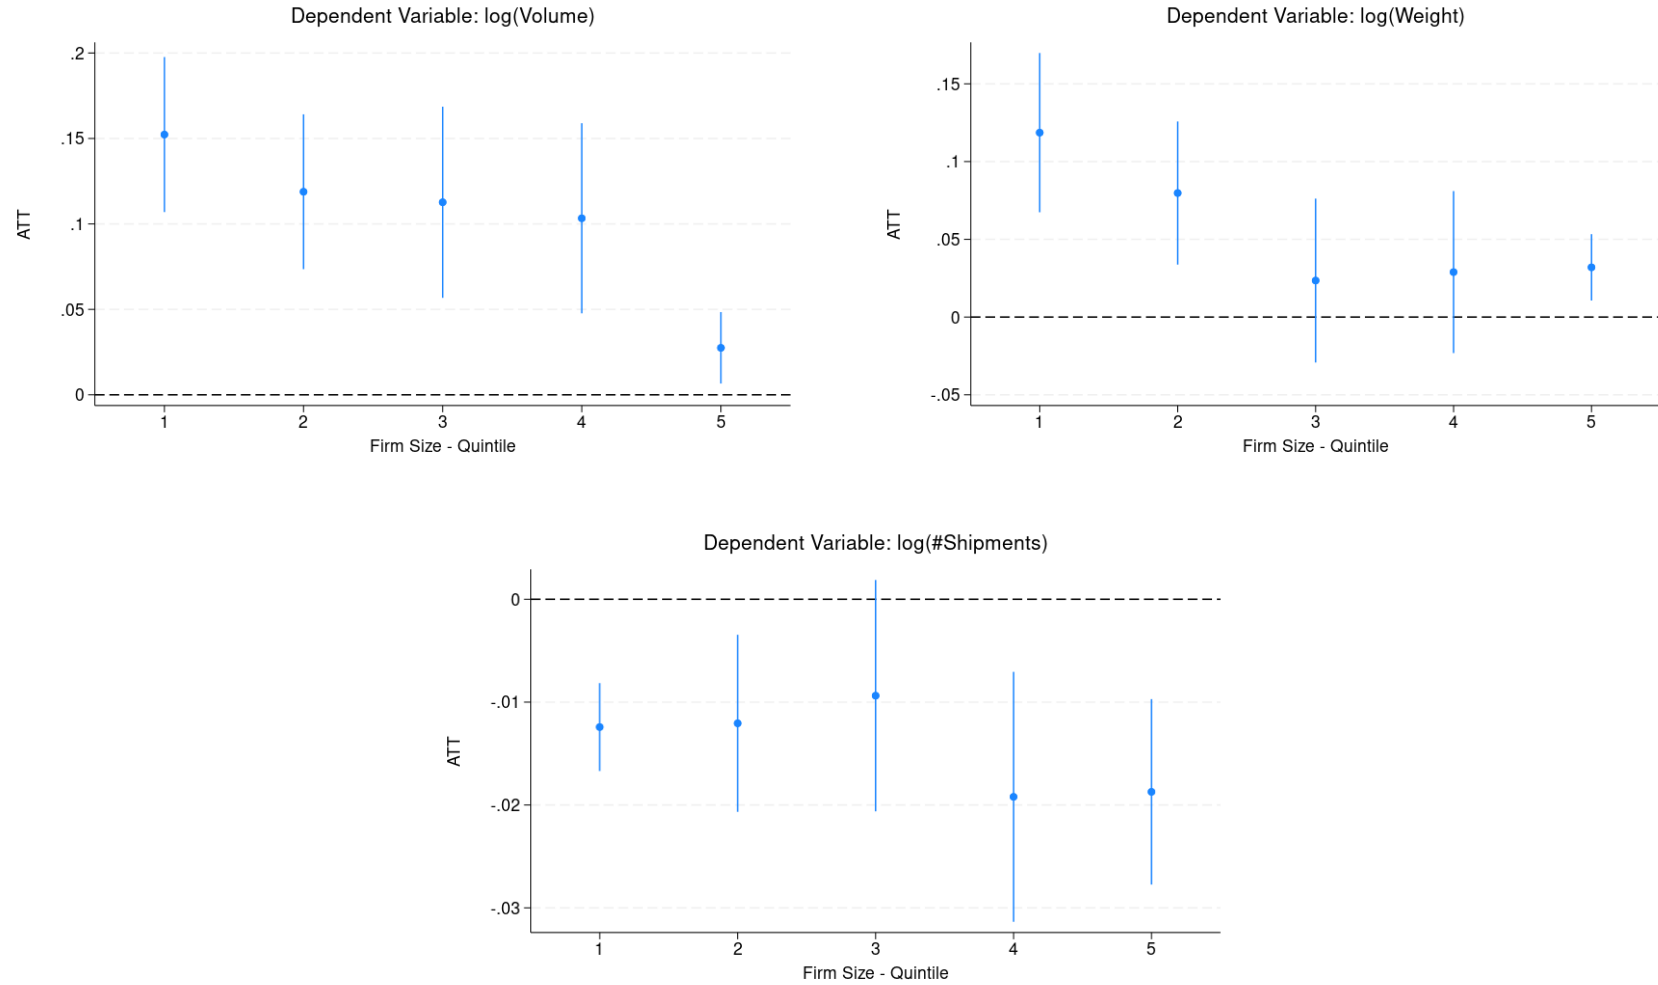 Dependent Variable: log(Volume)
.2
.15
.1
.05
0
ATT
1 2 3 4 5
Firm Size - Quintile
Dependent Variable: log(Weight)
.15
.1
.05
0
-.05
ATT
1 2 3 4 5
Firm Size - Quintile
Dependent Variable: log(#Shipments)
0
-.01
-.02
-.03
ATT
1 2 3 4 5
Firm Size - Quintile